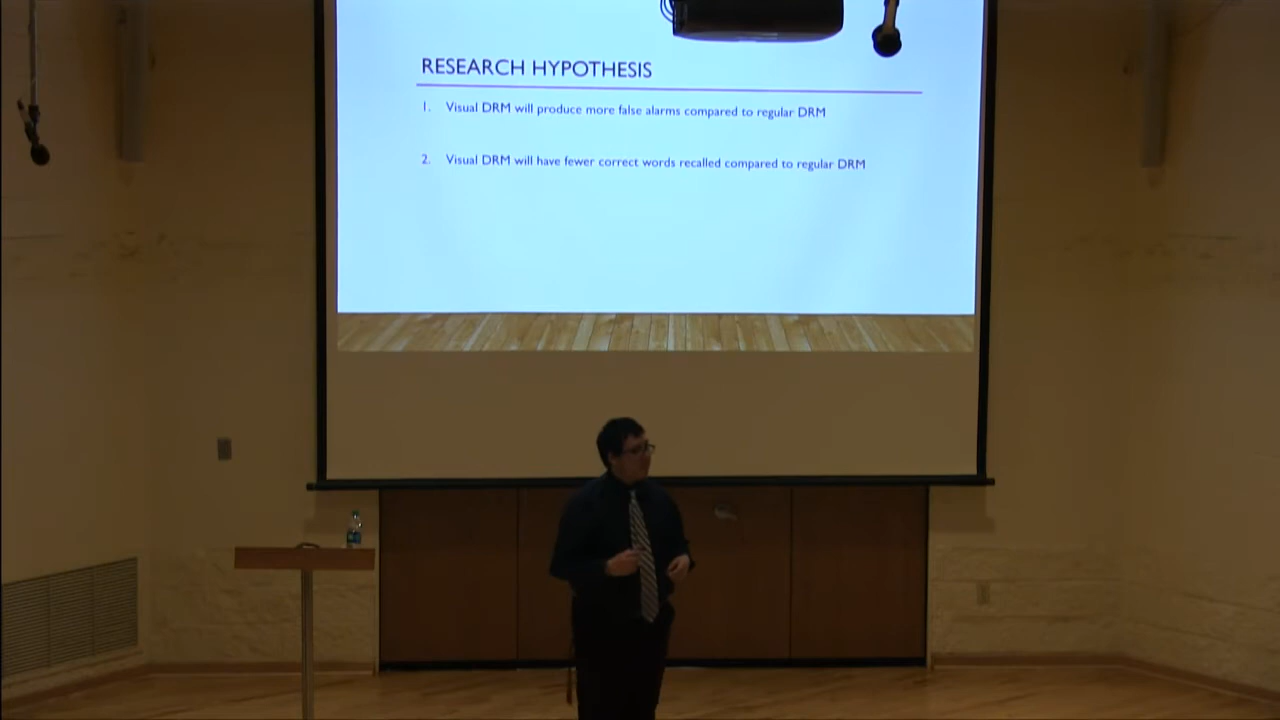 RESEARCH HYPOTHESIS
1. Visual DRM will produce more false alarms compared to regular DRM
2. Visual DRM will have fewer correct words recalled compared to regular DRM